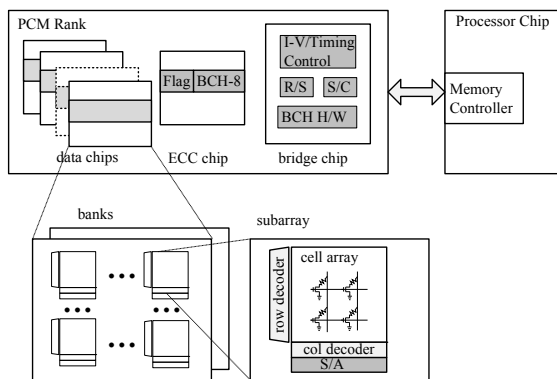 PCM Rank
Processor Chip
I-V/Timing
Control
Flag BCH-8
R/S S/C
Memory
Controller
BCH H/W
data chips
ECC chip
bridge chip
banks
subarray
row decoder
cell array
col decoder
S/A